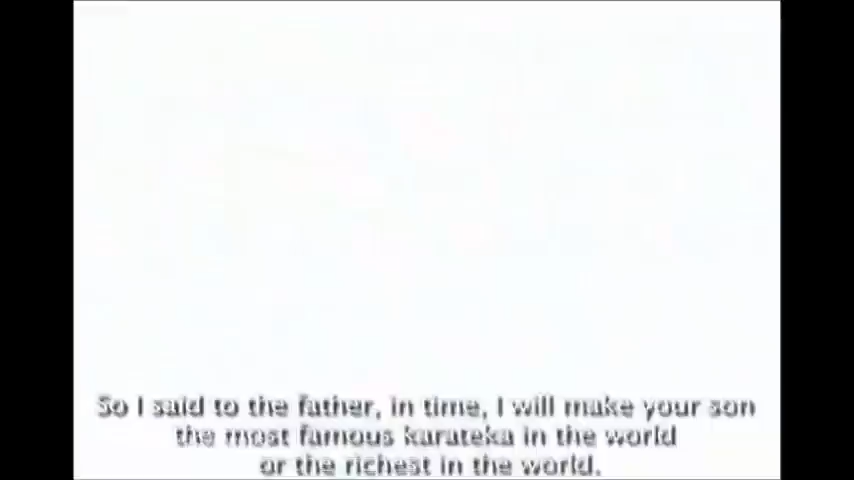 So I said to the father, in time, I will make your son
the most famous karateka in the world
or the richest in the world.